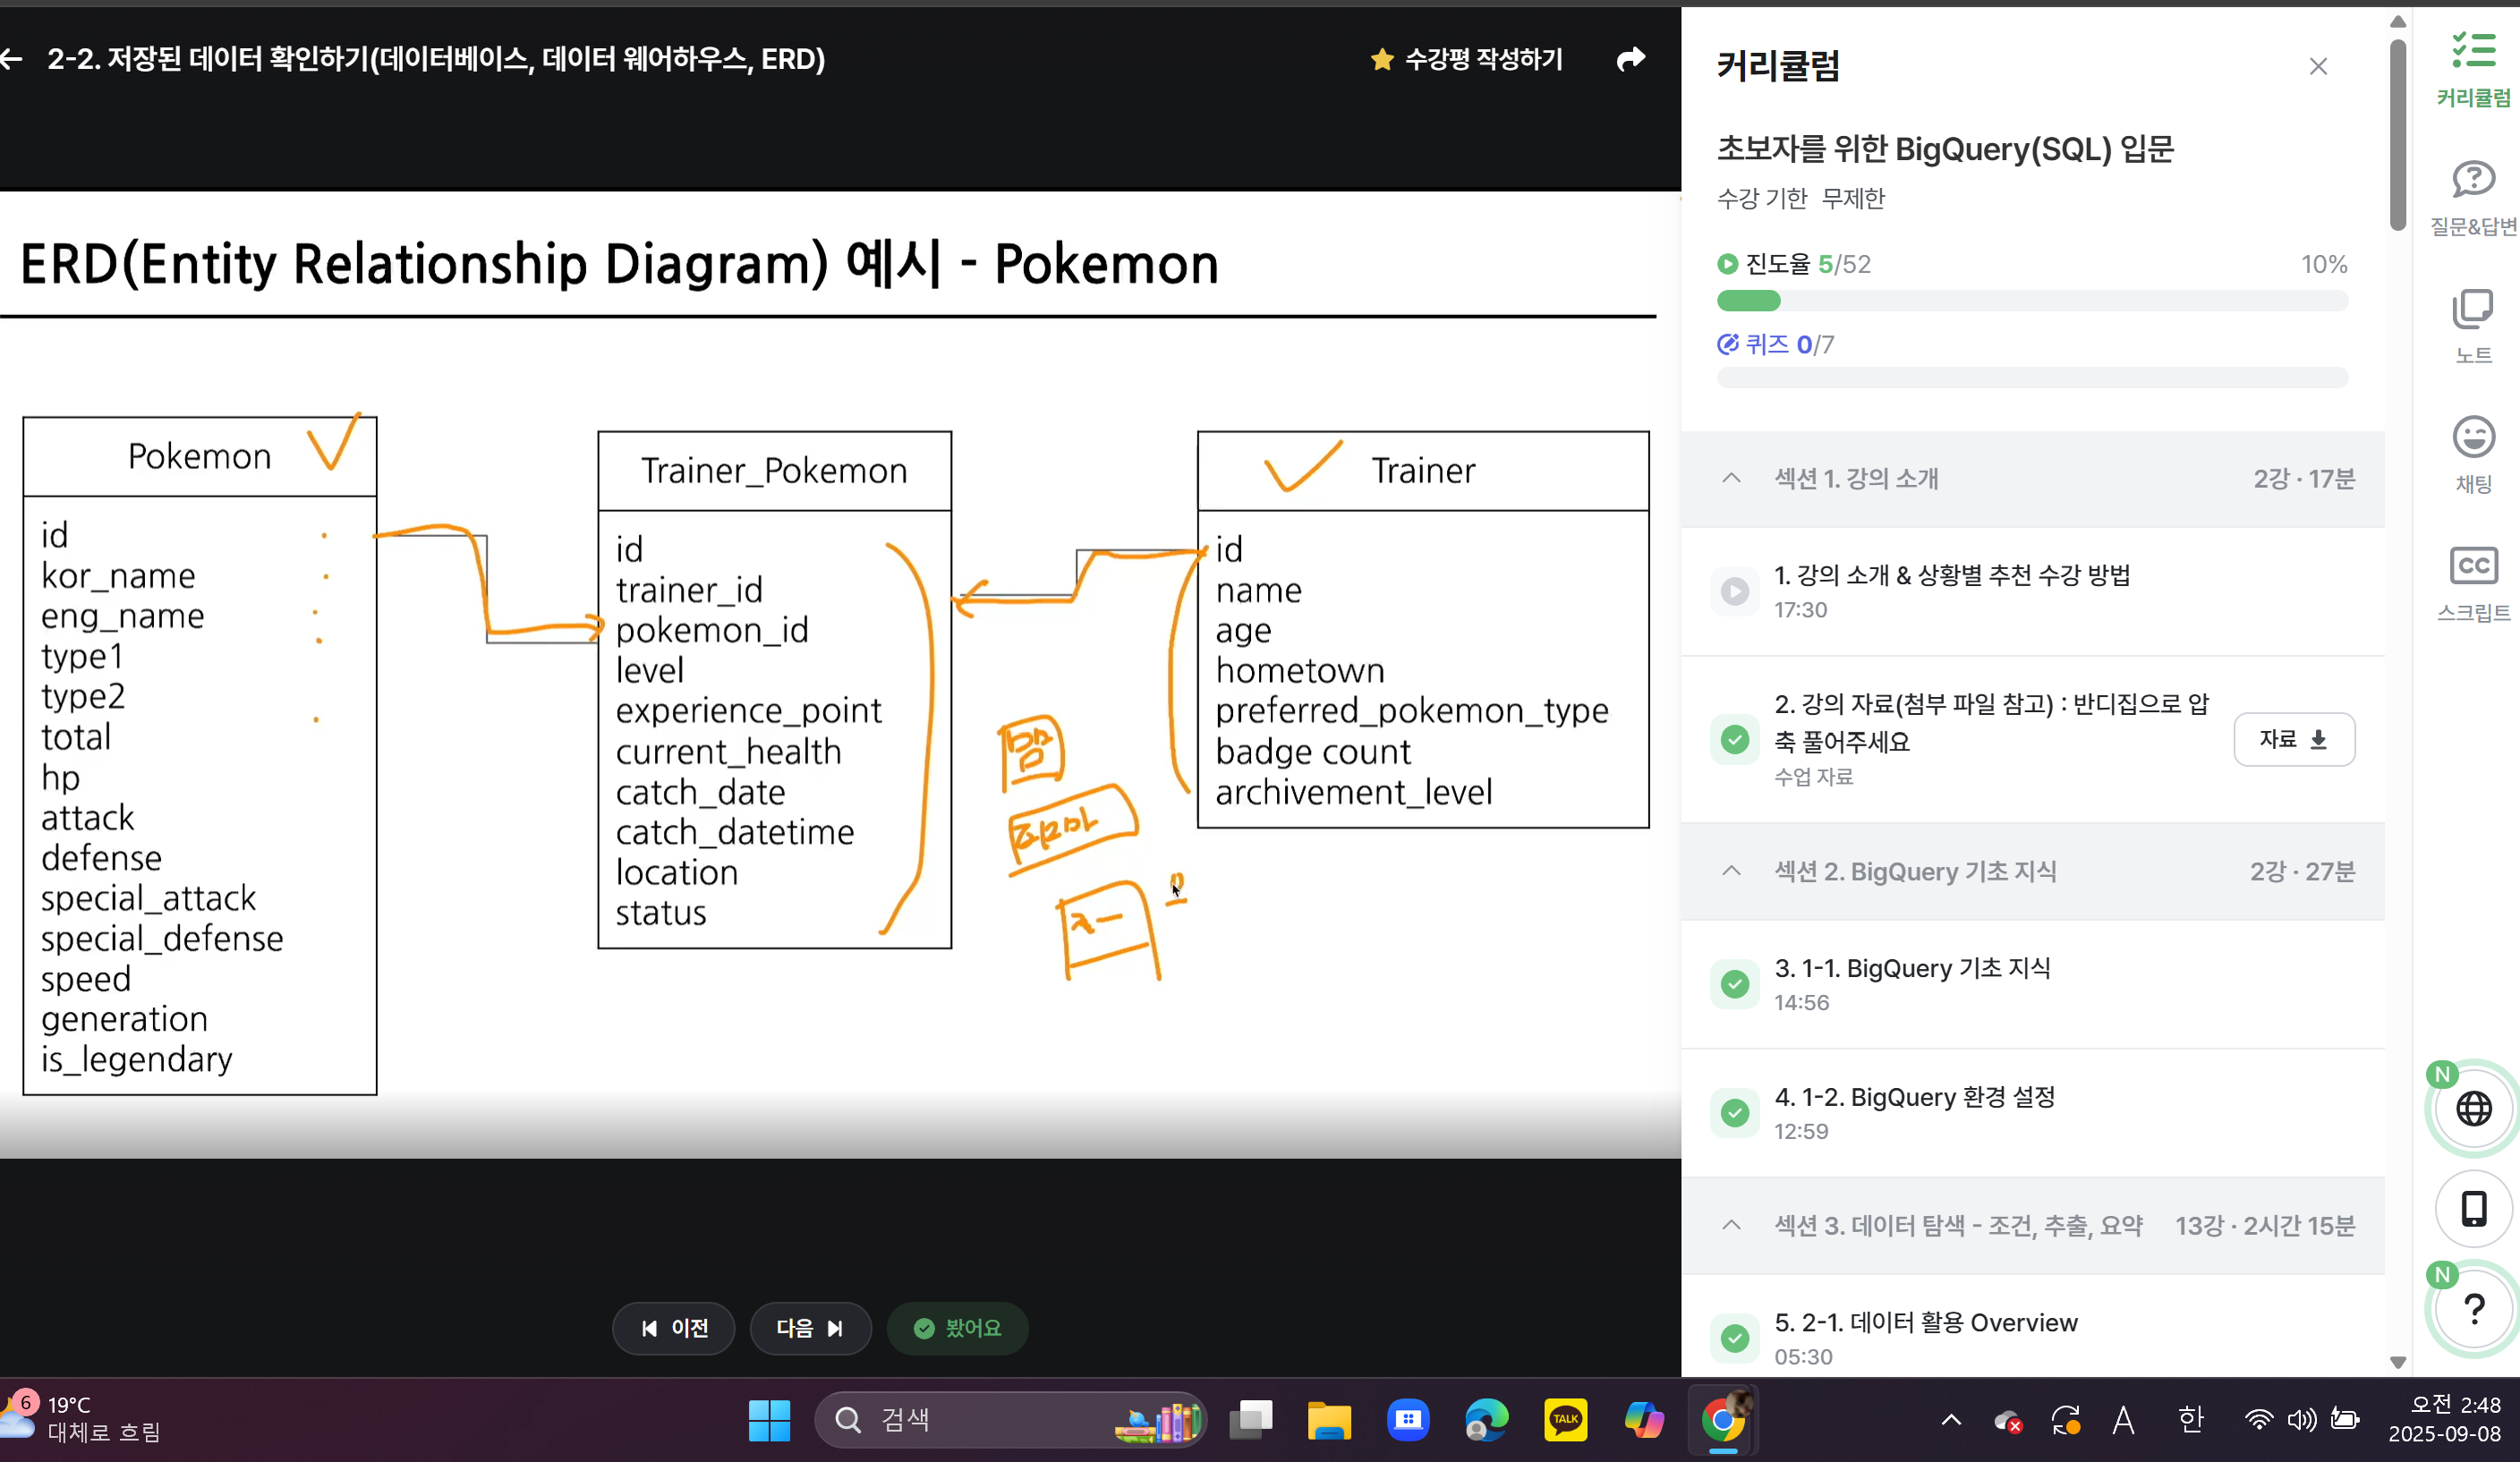 2-2. 저장된 데이터 확인하기(데이터베이스, 데이터 웨어하우스, ERD)
수강평 작성하기
ERD(Entity Relationship Diagram) 예시 - Pokemon
Pokemon
id
kor_name
eng_name
type1
type2
total
hp
attack
defense
special_attack
special_defense
speed
generation
is_legendary
Trainer_Pokemon
id
trainer_id
pokemon_id
level
experience_point
current_health
catch_date
catch_datetime
location
status
Trainer
id
name
age
hometown
preferred_pokemon_type
badge count
archivement_level
이전
다음
봤어요
커리큘럼
초보자를 위한 BigQuery(SQL) 입문
수강 기한 무제한
진도율 5/52 10%
퀴즈 0/7
섹션 1. 강의 소개 2강 · 17분
1. 강의 소개 & 상황별 추천 수강 방법
17:30
2. 강의 자료(첨부 파일 참고) : 반디집으로 압
축 풀어주세요
수업 자료
자료
섹션 2. BigQuery 기초 지식 2강 · 27분
3. 1-1. BigQuery 기초 지식
14:56
4. 1-2. BigQuery 환경 설정
12:59
섹션 3. 데이터 탐색 - 조건, 추출, 요약 13강 · 2시간 15분
5. 2-1. 데이터 활용 Overview
05:30
커리큘럼
질문&답변
노트
채팅
CC
스크립트
N
N
6
19°C
대체로 흐림
검색
TALK
A
한
오전 2:48
2025-09-08